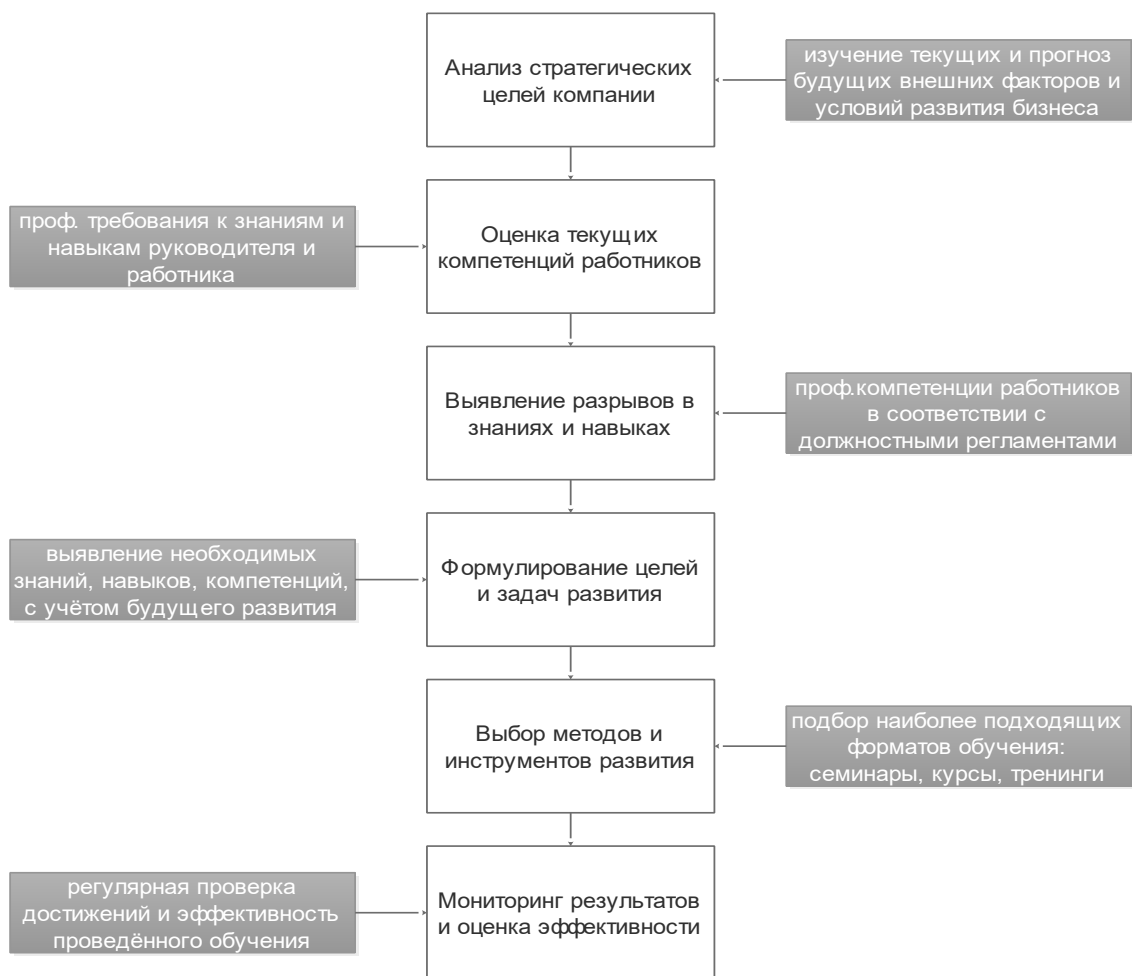 Анализ стратегических
целей компании
изучение текущих и прогноз
будущих внешних факторов и
условий развития бизнеса
проф. требования к знаниям и
навыкам руководителя и
работника
Оценка текущих
компетенций работников
Выявление разрывов в
знаниях и навыках
проф.компетенции работников
в соответствии с
должностными регламентами
выявление необходимых
знаний, навыков, компетенций,
с учётом будущего развития
Формулирование целей
и задач развития
Выбор методов и
инструментов развития
подбор наиболее подходящих
форматов обучения:
семинары, курсы, тренинги
регулярная проверка
достижений и эффективность
проведённого обучения
Мониторинг результатов
и оценка эффективности